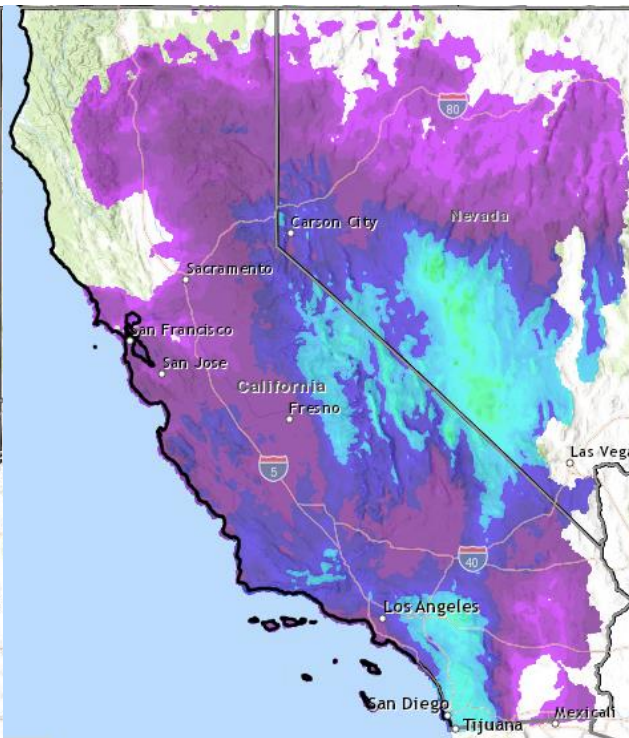 80
Carson City
Nevada
Sacramento
San Francisco
San Jose
California
Fresno
5
Las Vega
40
Los Angeles
San Diego
Mexicali
Tijuana